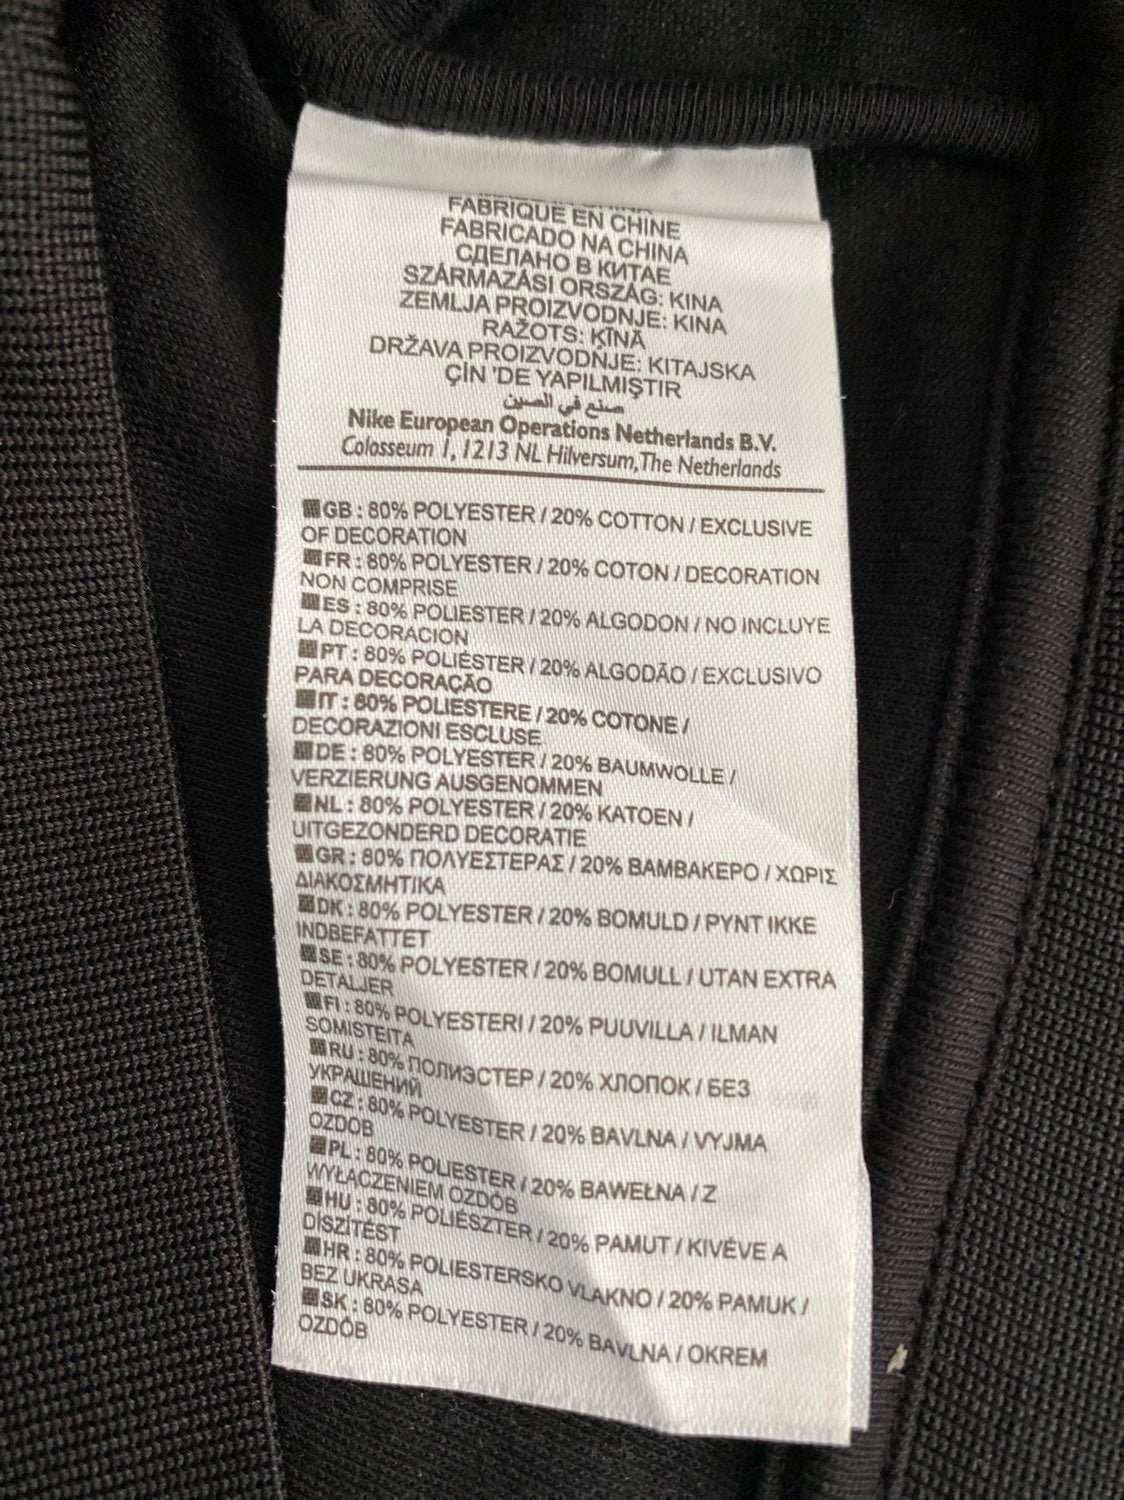 FABRIQUE EN CHINE
FABRICADO NA CHINA
СДЕЛАНО В КИТАЕ
SZÁRMAZÁSI ORSZÁG: KINA
ZEMLJA PROIZVODNJE: KINA
RAŽOTS: ĶĪNĀ
DRŽAVA PROIZVODNJE: KITAJSKA
ÇİN 'DE YAPILMIŞTIR
صنع في الصين
Nike European Operations Netherlands B.V.
Colosseum 1, 1213 NL Hilversum, The Netherlands
GB : 80% POLYESTER / 20% COTTON / EXCLUSIVE
OF DECORATION
FR : 80% POLYESTER / 20% COTON / DECORATION
NON COMPRISE
ES : 80% POLIESTER / 20% ALGODON / NO INCLUYE
LA DECORACION
PT : 80% POLIÉSTER / 20% ALGODÃO / EXCLUSIVO
PARA DECORAÇÃO
IT : 80% POLIESTERE / 20% COTONE /
DECORAZIONI ESCLUSE
DE : 80% POLYESTER / 20% BAUMWOLLE /
VERZIERUNG AUSGENOMMEN
NL : 80% POLYESTER / 20% KATOEN /
UITGEZONDERD DECORATIE
GR : 80% ΠΟΛΥΕΣΤΕΡΑΣ / 20% ΒΑΜΒΑΚΕΡΟ / ΧΩΡΙΣ
ΔΙΑΚΟΣΜΗΤΙΚΑ
DK : 80% POLYESTER / 20% BOMULD / PYNT IKKE
INDBEFATTET
SE : 80% POLYESTER / 20% BOMULL / UTAN EXTRA
DETALJER
FI : 80% POLYESTERI / 20% PUUVILLA / ILMAN
SOMISTEITA
RU : 80% ПОЛИЭСТЕР / 20% ХЛОПОК / БЕЗ
УКРАШЕНИЙ
CZ : 80% POLYESTER / 20% BAVLNA / VYJMA
OZDOB
PL : 80% POLIESTER / 20% BAWEŁNA / Z
WYŁACZENIEM OZDÓB
HU : 80% POLIÉSZTER / 20% PAMUT / KIVÉVE A
DÍSZÍTÉST
HR : 80% POLIESTERSKO VLAKNO / 20% PAMUK /
BEZ UKRASA
SK : 80% POLYESTER / 20% BAVLNA / OKREM
OZDÔB